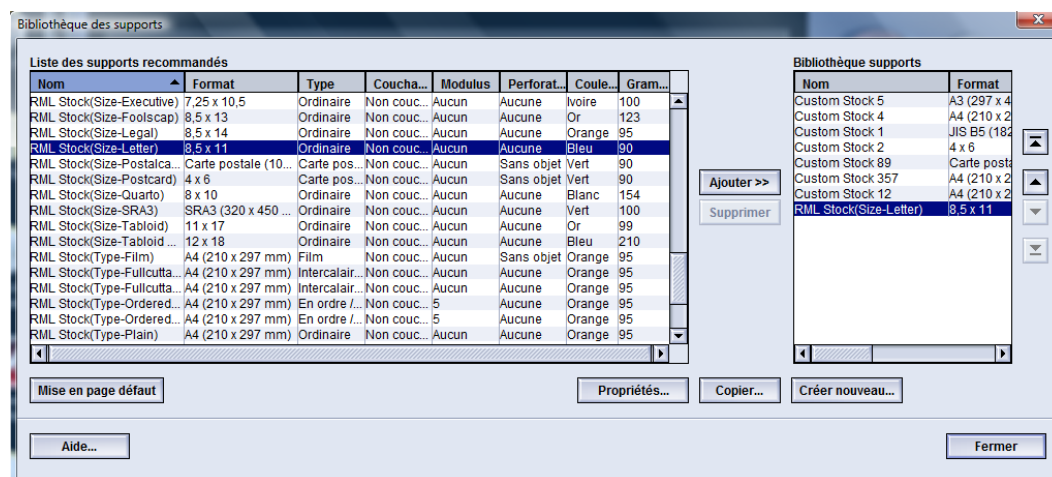 Bibliothèque des supports
Liste des supports recommandés
Nom Format Type Coucha... Modulus Perforat... Coule... Gram...
RML Stock(Size-Executive) 7,25 x 10,5 Ordinaire Non couc... Aucun Aucune Ivoire 100
RML Stock(Size-Foolscap) 8,5 x 13 Ordinaire Non couc... Aucun Aucune Or 123
RML Stock(Size-Legal) 8,5 x 14 Ordinaire Non couc... Aucun Aucune Orange 95
RML Stock(Size-Letter) 8,5 x 11 Ordinaire Non couc... Aucun Aucune Bleu 90
RML Stock(Size-Postalca... Carte postale (10... Carte pos... Non couc... Aucun Sans objet Vert 90
RML Stock(Size-Postcard) 4 x 6 Carte pos... Non couc... Aucun Sans objet Vert 90
RML Stock(Size-Quarto) 8 x 10 Ordinaire Non couc... Aucun Aucune Blanc 154
RML Stock(Size-SRA3) SRA3 (320 x 450 ... Ordinaire Non couc... Aucun Aucune Vert 100
RML Stock(Size-Tabloid) 11 x 17 Ordinaire Non couc... Aucun Aucune Or 99
RML Stock(Size-Tabloid ... 12 x 18 Ordinaire Non couc... Aucun Aucune Bleu 210
RML Stock(Type-Film) A4 (210 x 297 mm) Film Non couc... Aucun Sans objet Orange 95
RML Stock(Type-Fullcutta... A4 (210 x 297 mm) Intercalair... Non couc... Aucun Aucune Orange 95
RML Stock(Type-Fullcutta... A4 (210 x 297 mm) Intercalair... Non couc... Aucun Aucune Orange 95
RML Stock(Type-Ordered... A4 (210 x 297 mm) En ordre /... Non couc... 5 Aucune Orange 95
RML Stock(Type-Ordered... A4 (210 x 297 mm) En ordre /... Non couc... 5 Aucune Orange 95
RML Stock(Type-Plain) A4 (210 x 297 mm) Ordinaire Non couc... Aucun Aucune Orange 95
Ajouter >>
Supprimer
Bibliothèque supports
Nom Format
Custom Stock 5 A3 (297 x 4
Custom Stock 4 A4 (210 x 2
Custom Stock 1 JIS B5 (182
Custom Stock 2 4 x 6
Custom Stock 89 Carte posta
Custom Stock 357 A4 (210 x 2
Custom Stock 12 A4 (210 x 2
RML Stock(Size-Letter) 8,5 x 11
Mise en page défaut Propriétés... Copier... Créer nouveau...
Aide... Fermer